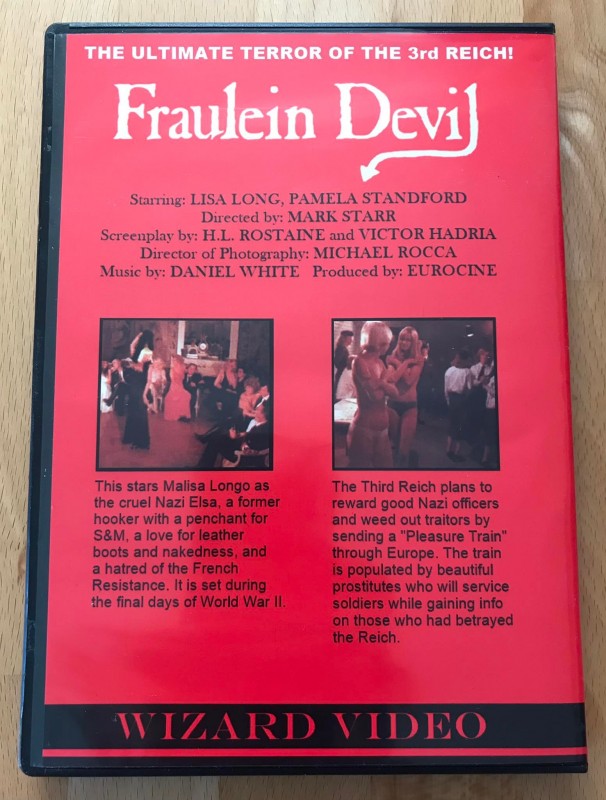 THE ULTIMATE TERROR OF THE 3rd REICH!
Fraulein Devil
Starring: LISA LONG, PAMELA STANDFORD
Directed by: MARK STARR
Screenplay by: H.L. ROSTAINE and VICTOR HADRIA
Director of Photography: MICHAEL ROCCA
Music by: DANIEL WHITE Produced by: EUROCINE
This stars Malisa Longo as
the cruel Nazi Elsa, a former
hooker with a penchant for
S&M, a love for leather
boots and nakedness, and
a hatred of the French
Resistance. It is set during
the final days of World War II.
The Third Reich plans to
reward good Nazi officers
and weed out traitors by
sending a "Pleasure Train"
through Europe. The train
is populated by beautiful
prostitutes who will service
soldiers while gaining info
on those who had betrayed
the Reich.
WIZARD VIDEO